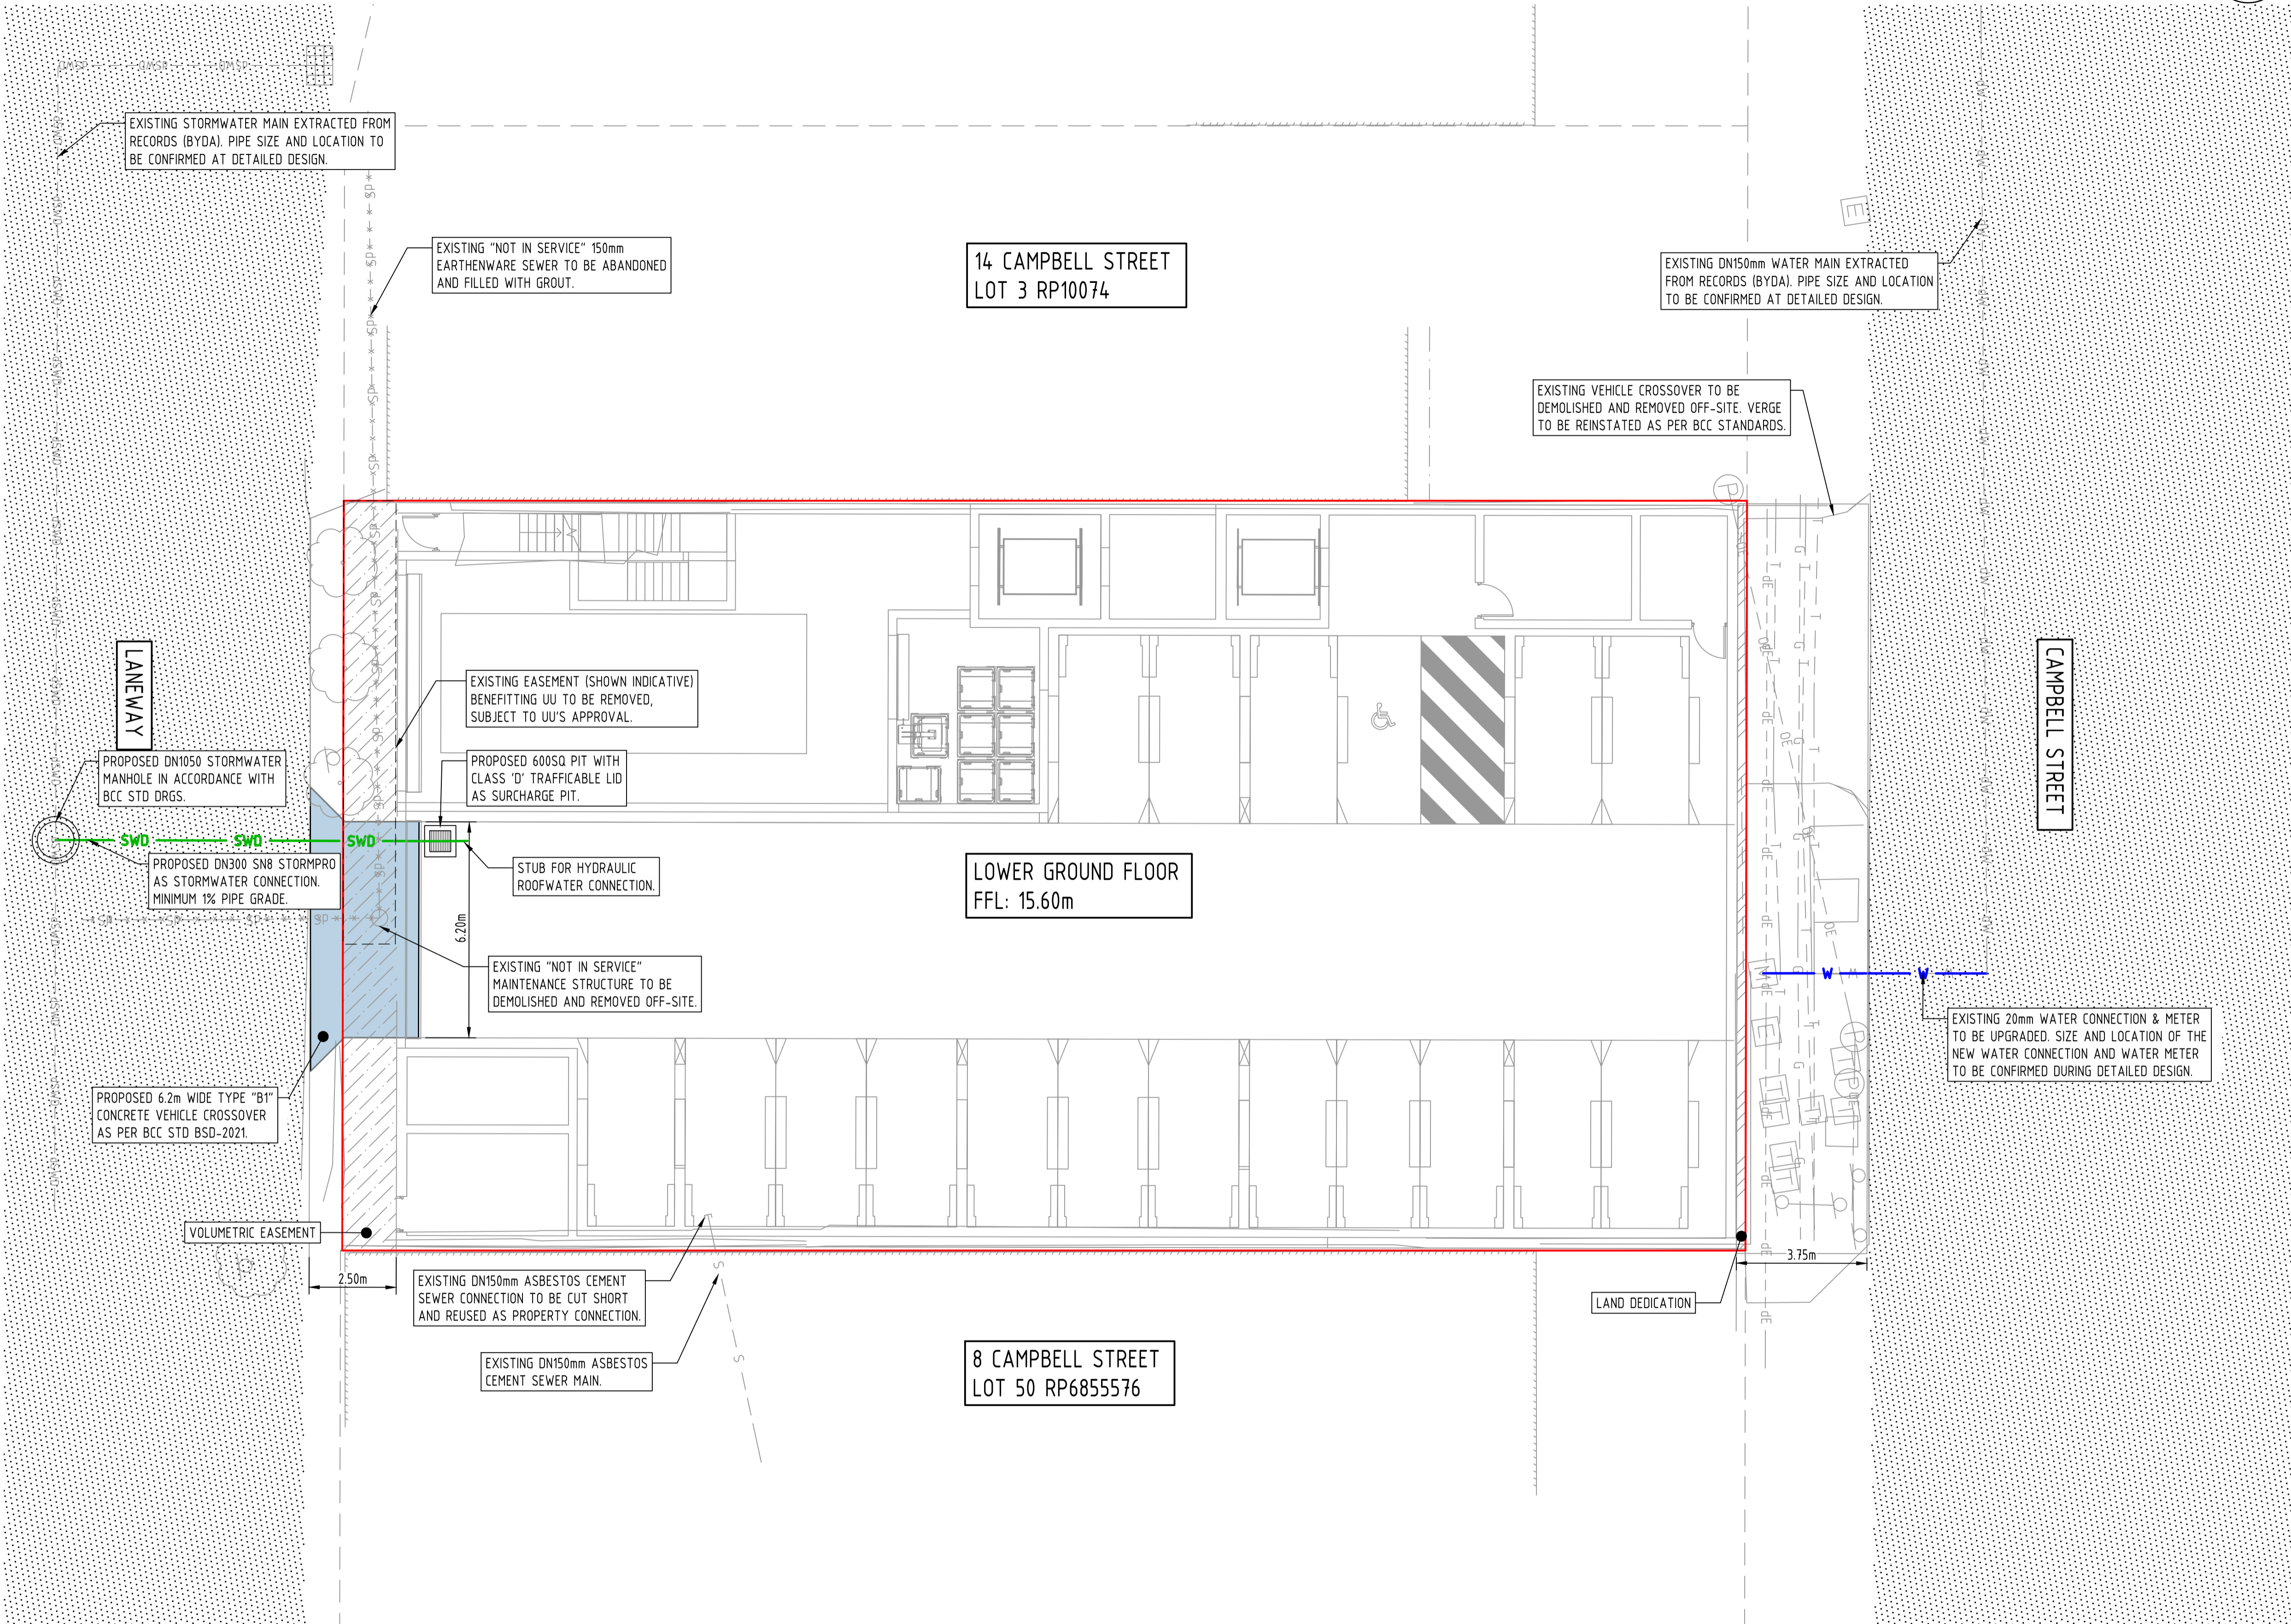 EXISTING STORMWATER MAIN EXTRACTED FROM
RECORDS (BYDA). PIPE SIZE AND LOCATION TO
BE CONFIRMED AT DETAILED DESIGN.
EXISTING "NOT IN SERVICE" 150mm
EARTHENWARE SEWER TO BE ABANDONED
AND FILLED WITH GROUT.
14 CAMPBELL STREET
LOT 3 RP10074
EXISTING DN150mm WATER MAIN EXTRACTED
FROM RECORDS (BYDA). PIPE SIZE AND LOCATION
TO BE CONFIRMED AT DETAILED DESIGN.
EXISTING VEHICLE CROSSOVER TO BE
DEMOLISHED AND REMOVED OFF-SITE. VERGE
TO BE REINSTATED AS PER BCC STANDARDS.
LANEWAY
EXISTING EASEMENT (SHOWN INDICATIVE)
BENEFITTING UU TO BE REMOVED,
SUBJECT TO UU'S APPROVAL.
CAMPBELL STREET
PROPOSED DN1050 STORMWATER
MANHOLE IN ACCORDANCE WITH
BCC STD DRGS.
PROPOSED 600SQ PIT WITH
CLASS 'D' TRAFFICABLE LID
AS SURCHARGE PIT.
SWD SWD SWD
PROPOSED DN300 SN8 STORMPRO
AS STORMWATER CONNECTION.
MINIMUM 1% PIPE GRADE.
STUB FOR HYDRAULIC
ROOFWATER CONNECTION.
LOWER GROUND FLOOR
FFL: 15.60m
6.20m
EXISTING "NOT IN SERVICE"
MAINTENANCE STRUCTURE TO BE
DEMOLISHED AND REMOVED OFF-SITE.
W W
EXISTING 20mm WATER CONNECTION & METER
TO BE UPGRADED. SIZE AND LOCATION OF THE
NEW WATER CONNECTION AND WATER METER
TO BE CONFIRMED DURING DETAILED DESIGN.
PROPOSED 6.2m WIDE TYPE "B1"
CONCRETE VEHICLE CROSSOVER
AS PER BCC STD BSD-2021.
VOLUMETRIC EASEMENT
2.50m
3.75m
EXISTING DN150mm ASBESTOS CEMENT
SEWER CONNECTION TO BE CUT SHORT
AND REUSED AS PROPERTY CONNECTION.
LAND DEDICATION
EXISTING DN150mm ASBESTOS
CEMENT SEWER MAIN.
8 CAMPBELL STREET
LOT 50 RP6855576